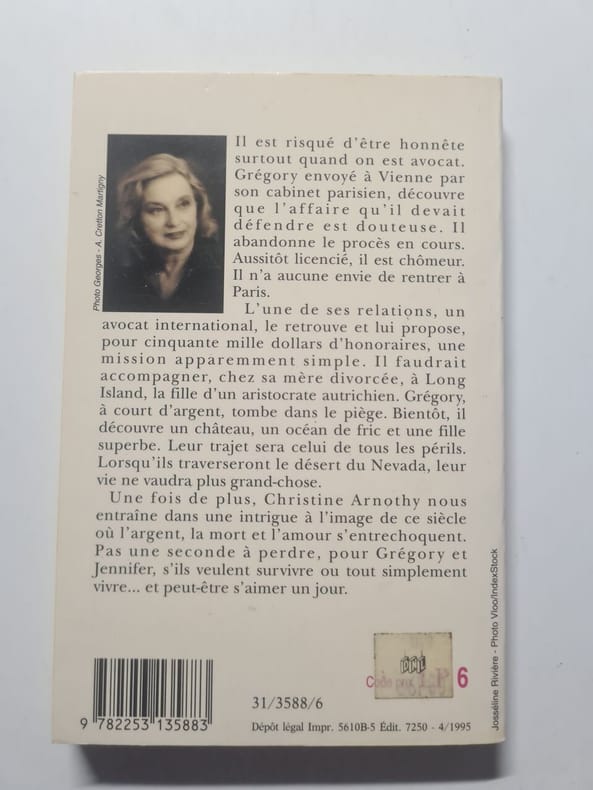 Il est risqué d'être honnête
surtout quand on est avocat.
Grégory envoyé à Vienne par
son cabinet parisien, découvre
que l'affaire qu'il devait
défendre est douteuse. Il
abandonne le procès en cours.
Aussitôt licencié, il est chômeur.
Il n'a aucune envie de rentrer à
Paris.
Photo Georges - A. Cretton Martigny
L'une de ses relations, un
avocat international, le retrouve et lui propose,
pour cinquante mille dollars d'honoraires, une
mission apparemment simple. Il faudrait
accompagner, chez sa mère divorcée, à Long
Island, la fille d'un aristocrate autrichien. Grégory,
à court d'argent, tombe dans le piège. Bientôt, il
découvre un château, un océan de fric et une fille
superbe. Leur trajet sera celui de tous les périls.
Lorsqu'ils traverseront le désert du Nevada, leur
vie ne vaudra plus grand-chose.
Une fois de plus, Christine Arnothy nous
entraîne dans une intrigue à l'image de ce siècle
où l'argent, la mort et l'amour s'entrechoquent.
Pas une seconde à perdre, pour Grégory et
Jennifer, s'ils veulent survivre ou tout simplement
vivre... et peut-être s'aimer un jour.
Josséline Rivière - Photo Vloo/IndexStock
Code prix 6
9 782253 135883
31/3588/6
Dépôt légal Impr. 5610B-5 Édit. 7250 - 4/1995